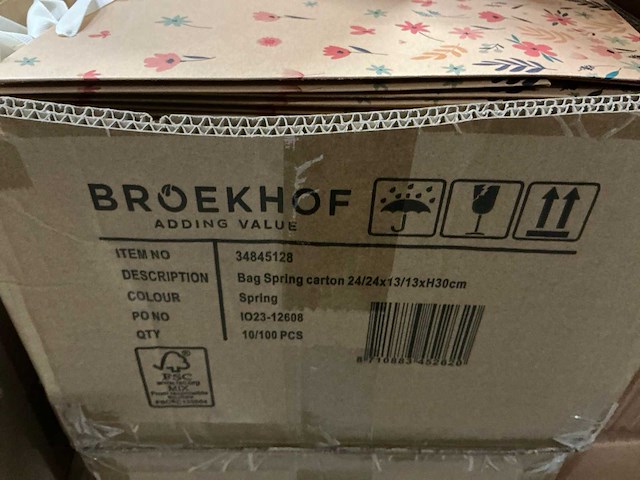 BROEKHOF
ADDING VALUE
ITEM NO 34845128
DESCRIPTION Bag Spring carton 24/24x13/13xH30cm
COLOUR Spring
PO NO IO23-12608
QTY 10/100 PCS
FSC
MIX